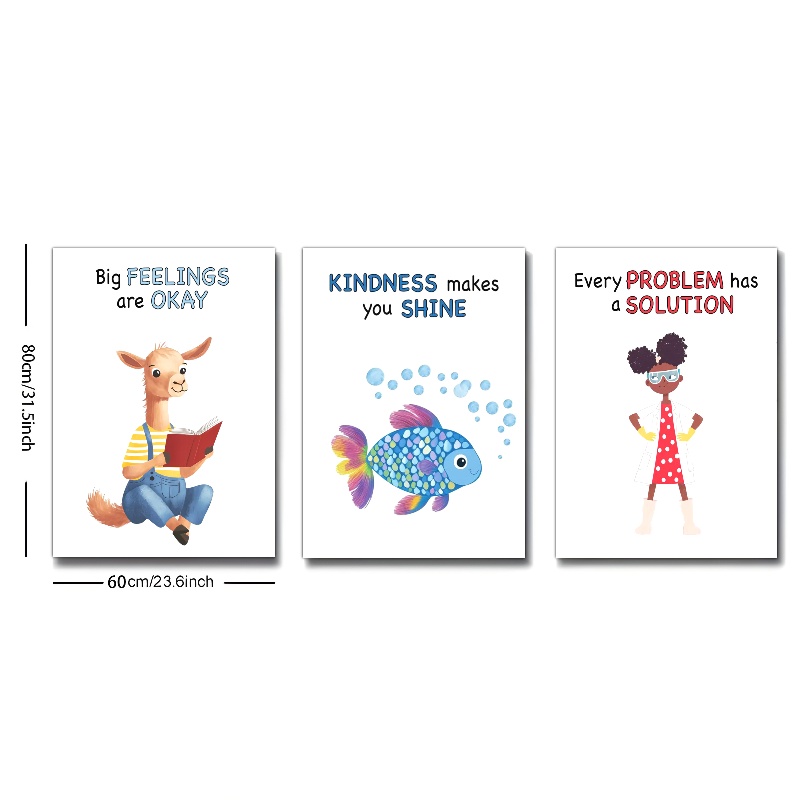 Big FEELINGS
are OKAY
KINDNESS makes
you SHINE
Every PROBLEM has
a SOLUTION
80cm/31.5inch
60cm/23.6inch